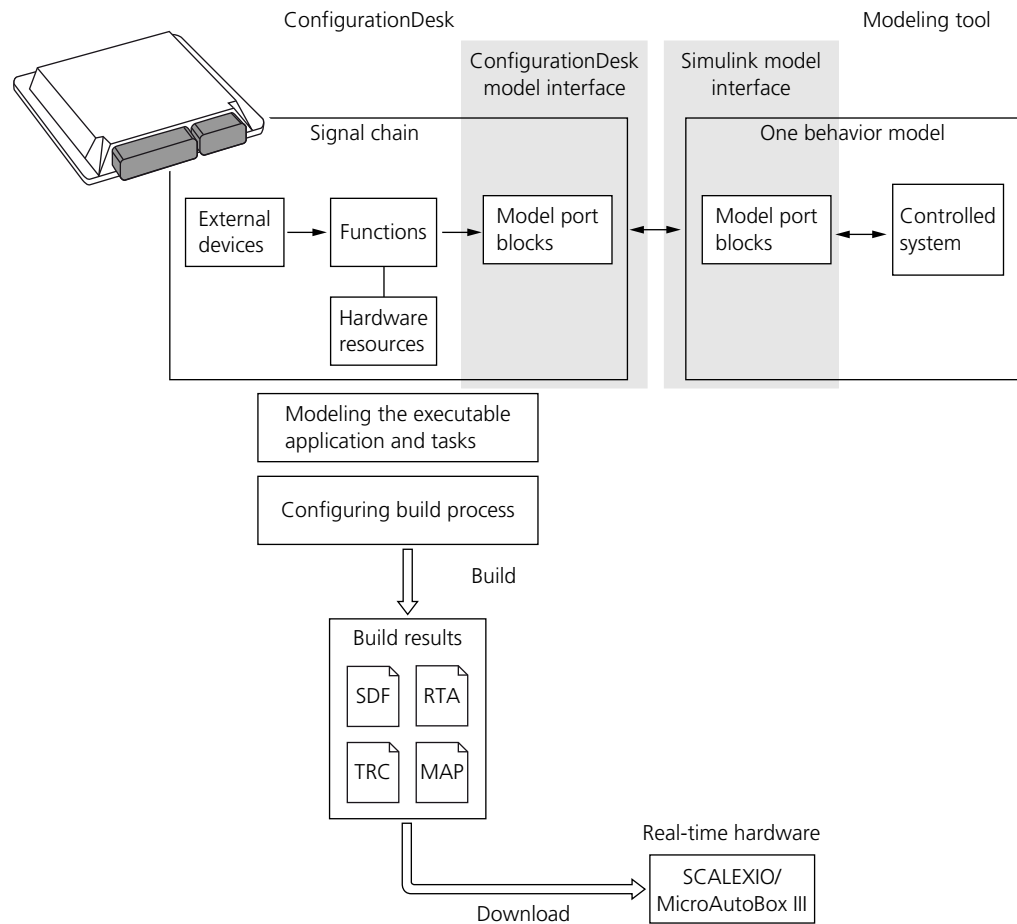 ConfigurationDesk
Modeling tool
ConfigurationDesk
model interface
Simulink model
interface
Signal chain
One behavior model
External
devices
Functions
Model port
blocks
Model port
blocks
Controlled
system
Hardware
resources
Modeling the executable
application and tasks
Configuring build process
Build
Build results
SDF
RTA
TRC
MAP
Real-time hardware
SCALEXIO/
MicroAutoBox III
Download